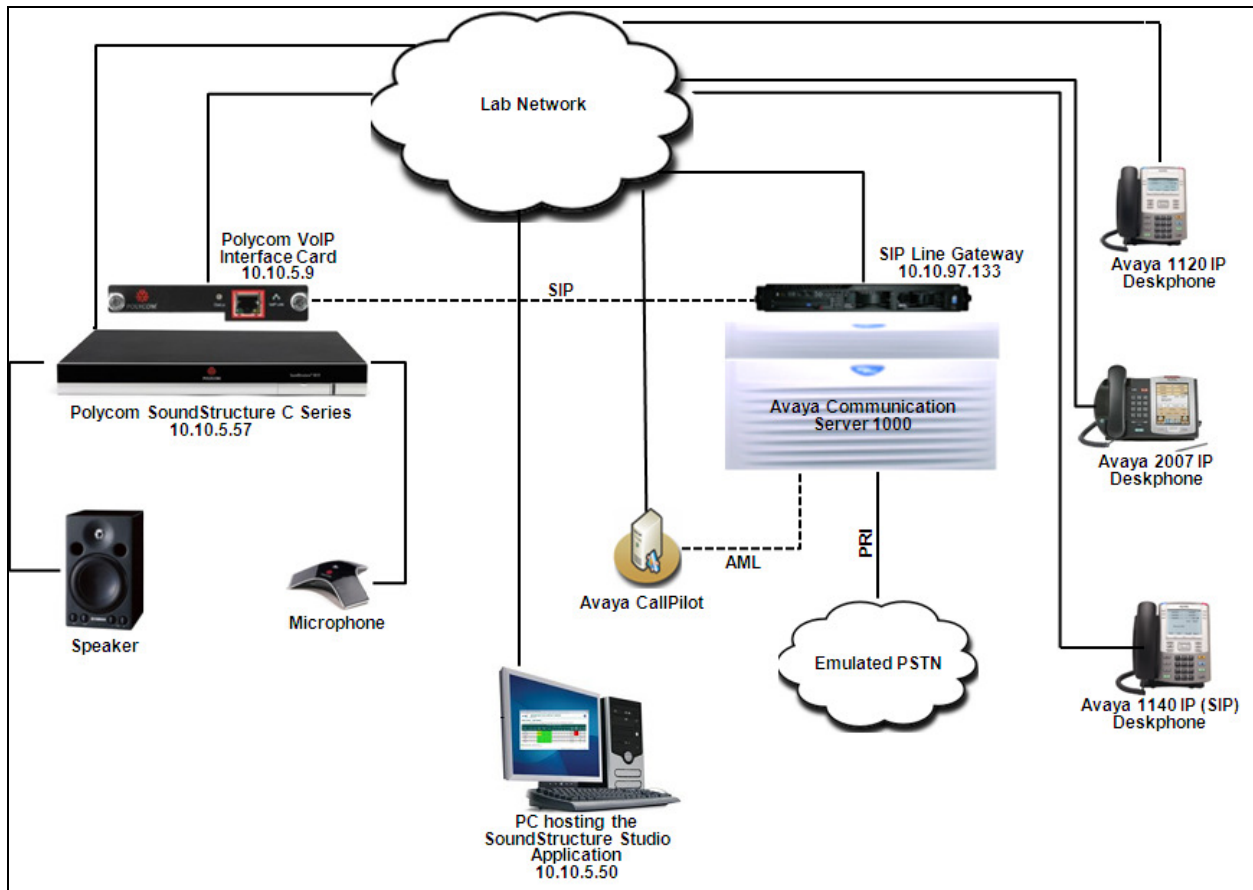 Lab Network
Polycom VoIP
Interface Card
10.10.5.9
SIP Line Gateway
10.10.97.133
SIP
POLYCOM
Avaya 1120 IP
Deskphone
POLYCOM
Polycom SoundStructure C Series
10.10.5.57
Avaya Communication
Server 1000
Avaya 2007 IP
Deskphone
PRI
AML
Avaya CallPilot
Speaker
Microphone
Emulated PSTN
Avaya 1140 IP (SIP)
Deskphone
PC hosting the
SoundStructure Studio
Application
10.10.5.50